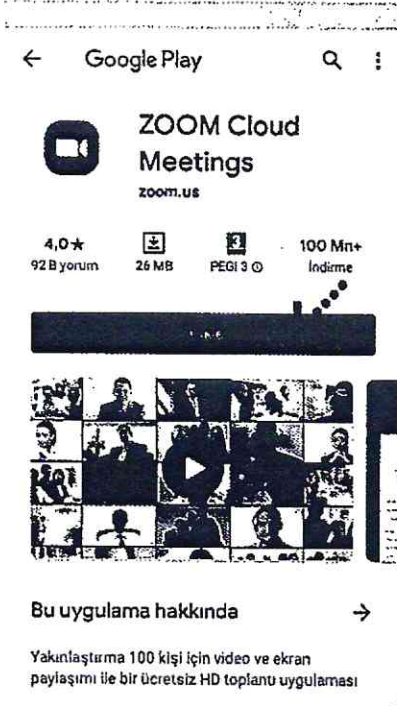 Google Play
ZOOM Cloud
Meetings
zoom.us
4,0★
92 B yorum
26 MB
3
PEGI 3
100 Mn+
İndirme
Bu uygulama hakkında
Yakınlaştırma 100 kişi için video ve ekran
paylaşımı ile bir ücretsiz HD toplantı uygulaması